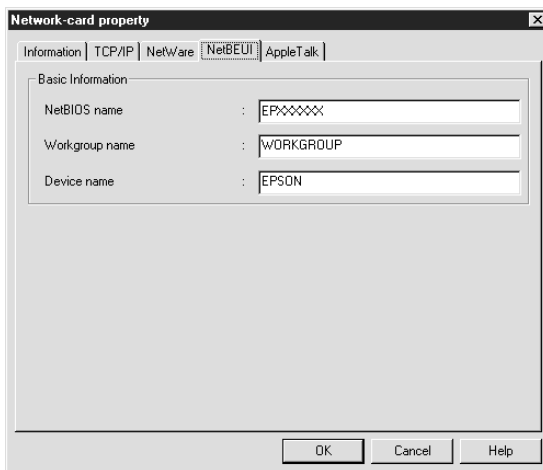 Network-card property
Information TCP/IP NetWare NetBEUI AppleTalk
Basic Information
NetBIOS name : EPXXXXXX
Workgroup name : WORKGROUP
Device name : EPSON
OK Cancel Help